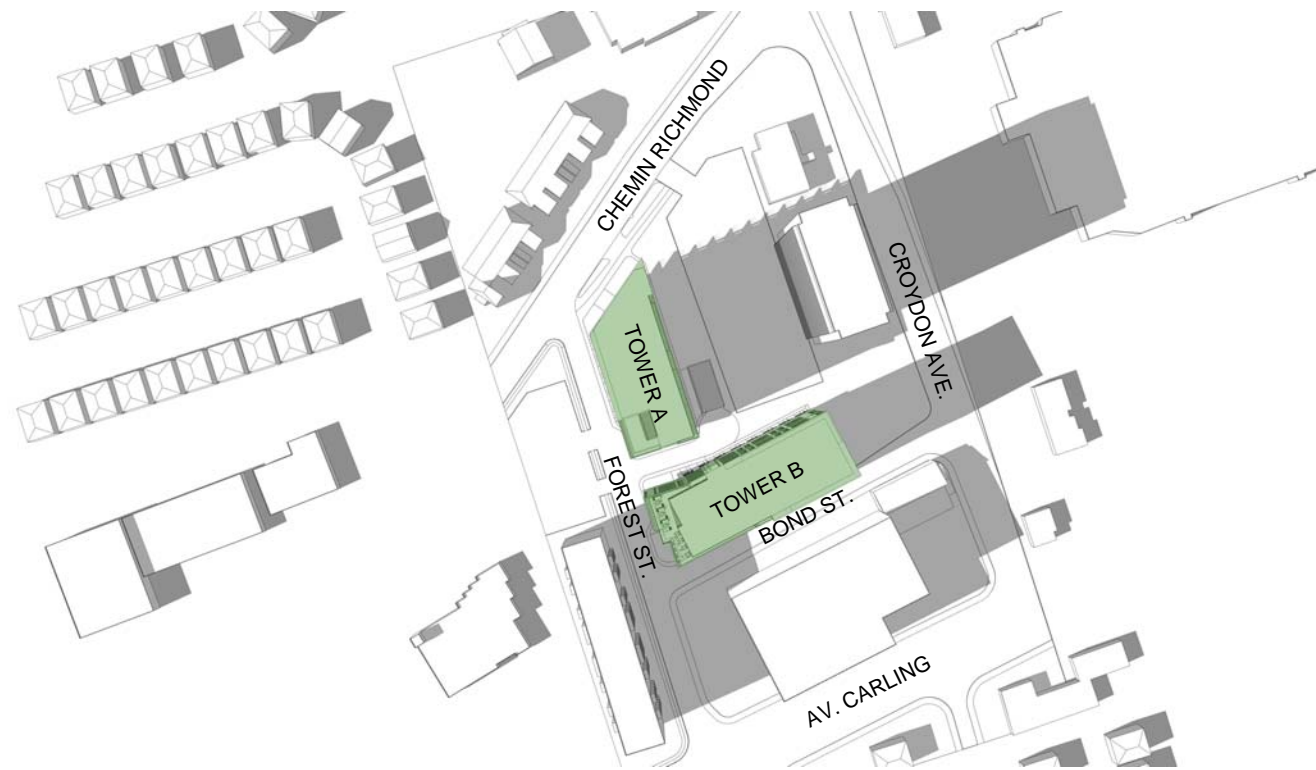 CHEMIN RICHMOND
CROYDON AVE.
TOWER A
FOREST ST.
TOWER B
BOND ST.
AV. CARLING